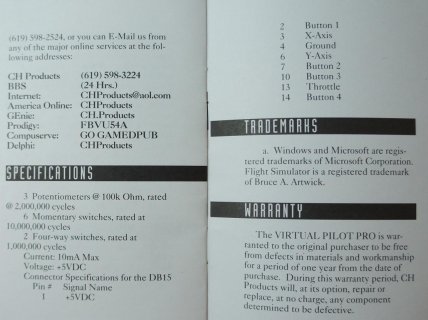 (619) 598-2524, or you can E-Mail us from
any of the major online services at the fol-
lowing addresses:
CH Products (619) 598-3224
BBS (24 Hrs.)
Internet: CHProducts@aol.com
America Online: CHProducts
GEnie: CH.Products
Prodigy: FBVU54A
Compuserve: GO GAMEDPUB
Delphi: CHProducts
SPECIFICATIONS
3 Potentiometers @ 100k Ohm, rated
@ 2,000,000 cycles
6 Momentary switches, rated at
10,000,000 cycles
2 Four-way switches, rated at
1,000,000 cycles
Current: 10mA Max
Voltage: +5VDC
Connector Specifications for the DB15
Pin # Signal Name
1 +5VDC
2 Button 1
3 X-Axis
4 Ground
6 Y-Axis
7 Button 2
10 Button 3
13 Throttle
14 Button 4
TRADEMARKS
a. Windows and Microsoft are regis-
tered trademarks of Microsoft Corporation.
Flight Simulator is a registered trademark
of Bruce A. Artwick.
WARRANTY
The VIRTUAL PILOT PRO is war-
ranted to the original purchaser to be free
from defects in materials and workmanship
for a period of one year from the date of
purchase. During this warranty period, CH
Products will, at its option, repair or
replace, at no charge, any component
determined to be defective.